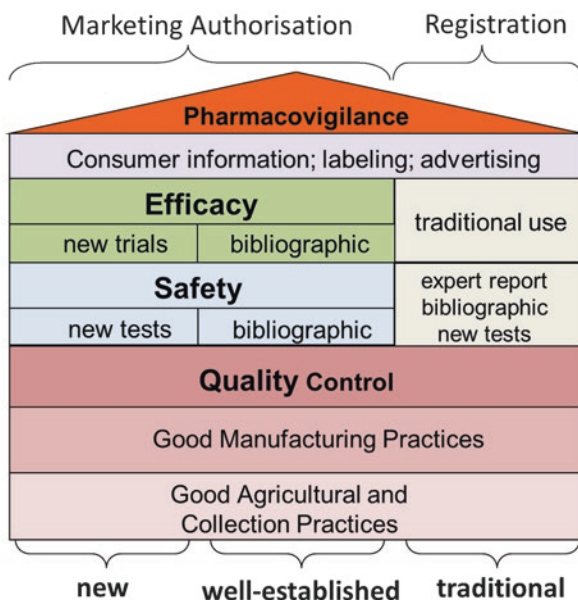 Marketing Authorisation
Registration
Pharmacovigilance
Consumer information; labeling; advertising
Efficacy
new trials
bibliographic
traditional use
Safety
new tests
bibliographic
expert report
bibliographic
new tests
Quality Control
Good Manufacturing Practices
Good Agricultural and
Collection Practices
new
well-established
traditional